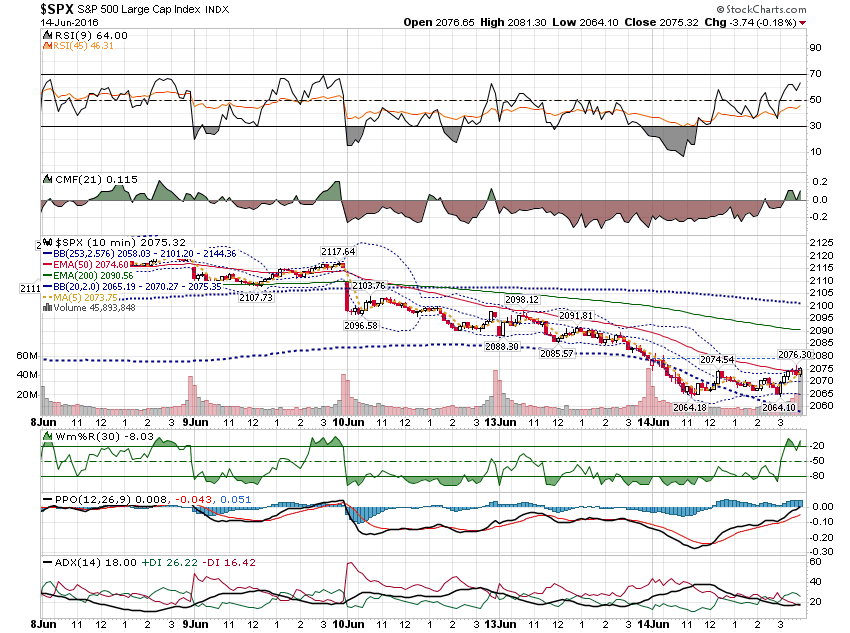 $SPX S&P 500 Large Cap Index INDX © StockCharts.com
14-Jun-2016 Open 2076.65 High 2081.30 Low 2064.10 Close 2075.32 Chg -3.74 (-0.18%)
RSI(9) 64.00
RSI(45) 46.31
90
70
50
30
10
CMF(21) 0.115
0.2
0.0
-0.2
$SPX (10 min) 2075.32
BB(253,2.576) 2058.03 - 2101.20 - 2144.36
EMA(50) 2074.60
EMA(200) 2090.56
BB(20,2.0) 2065.19 - 2070.27 - 2075.35
MA(5) 2073.75
Volume 45,893,848
2117.64
2111
2107.73
2103.76
2096.58
2098.12
2088.30
2091.81
2085.57
2074.54
2076.30
2064.18
2064.10
2125
2120
2115
2110
2105
2100
2095
2090
2085
2080
2075
2070
2065
2060
60M
40M
20M
8Jun 11 12 1 2 3 9Jun 11 12 1 2 3 10Jun 11 12 1 2 3 13Jun 11 12 1 2 3 14Jun 11 12 1 2 3
Wm%R(30) -8.03
-20
-50
-80
PPO(12,26,9) 0.008, -0.043, 0.051
0.00
-0.10
-0.20
-0.30
ADX(14) 18.00 +DI 26.22 -DI 16.42
60
40
20
8Jun 11 12 1 2 3 9Jun 11 12 1 2 3 10Jun 11 12 1 2 3 13Jun 11 12 1 2 3 14Jun 11 12 1 2 3